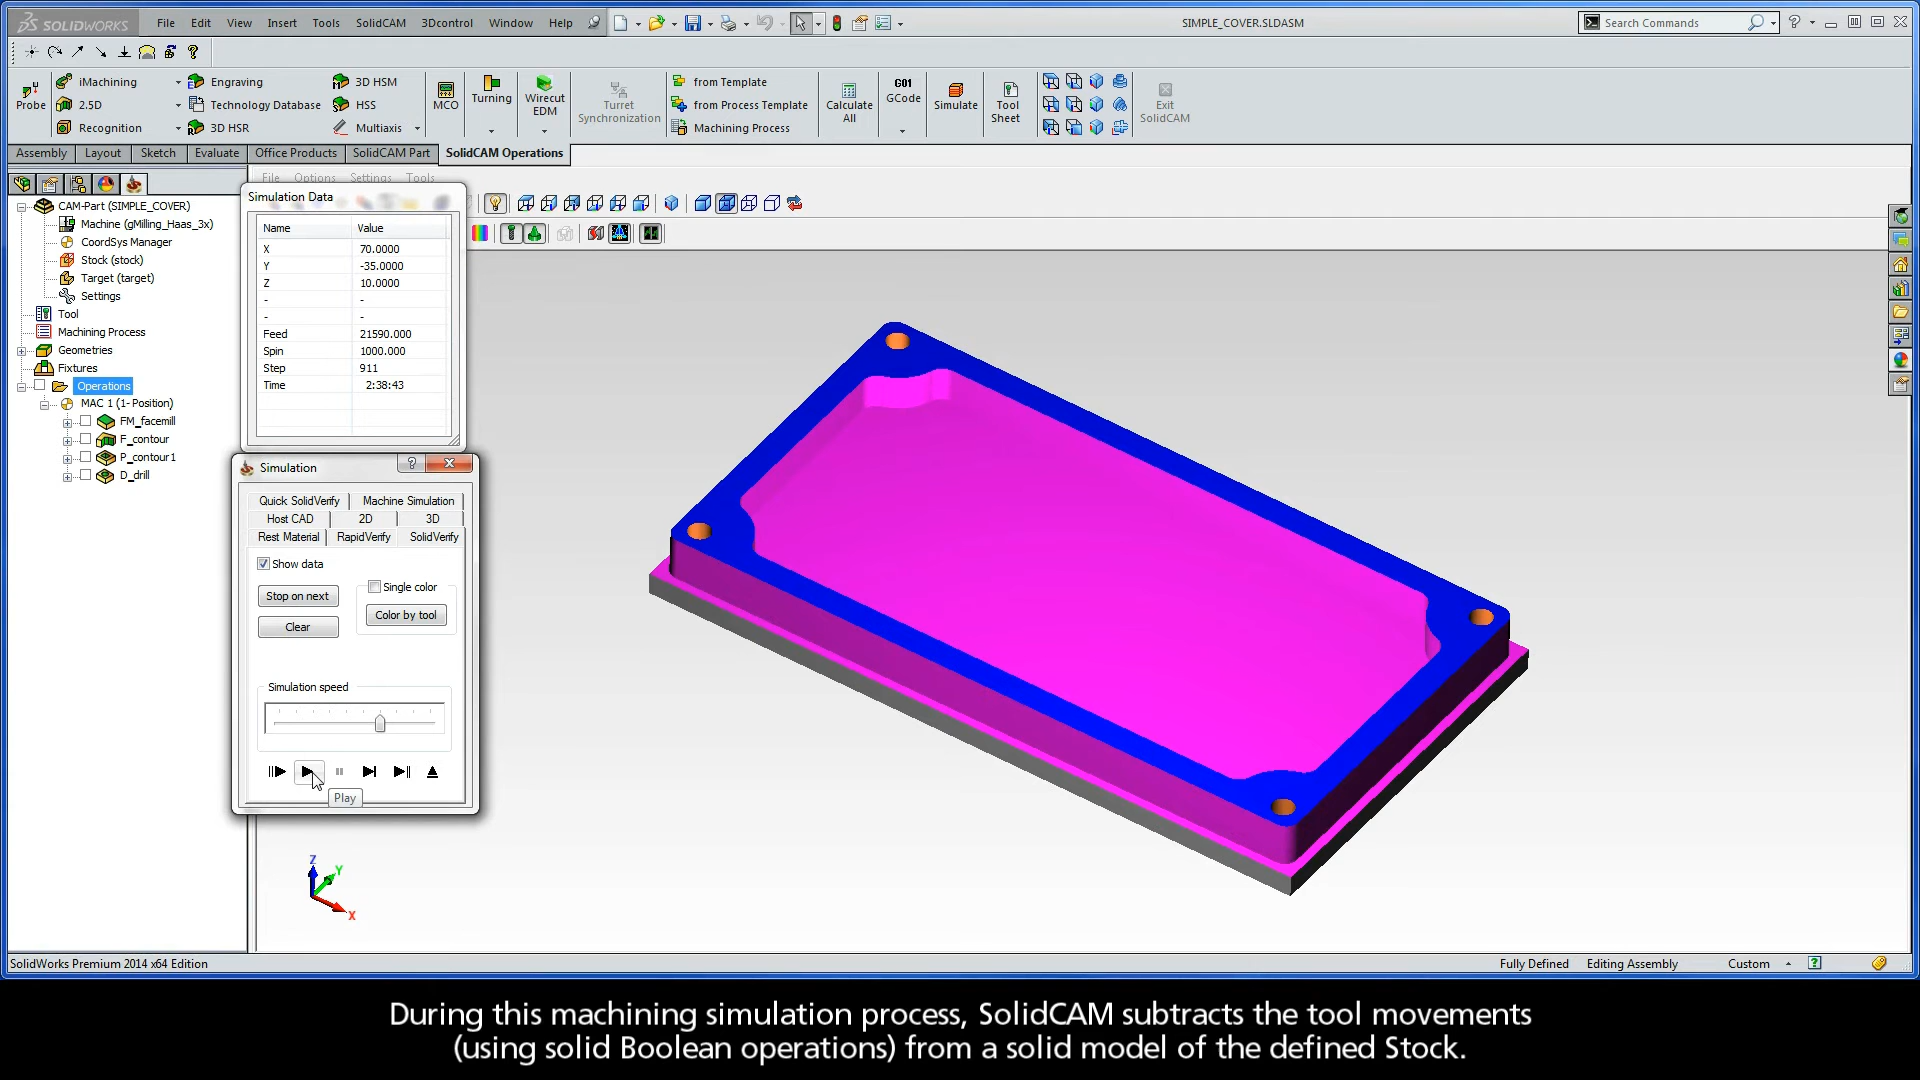 SOLIDWORKS File Edit View Insert Tools SolidCAM 3Dcontrol Window Help SIMPLE_COVER.SLDASM Search Commands
Probe
iMachining
2.5D
Recognition
Engraving
Technology Database
3D HSR
3D HSM
HSS
Multiaxis
MCO
Turning
Wirecut
EDM
Turret
Synchronization
from Template
from Process Template
Machining Process
Calculate
All
G01
GCode
Simulate
Tool
Sheet
Exit
SolidCAM
Assembly Layout Sketch Evaluate Office Products SolidCAM Part SolidCAM Operations
File Options Settings Tools
CAM-Part (SIMPLE_COVER)
Machine (gMilling_Haas_3x)
CoordSys Manager
Stock (stock)
Target (target)
Settings
Tool
Machining Process
Geometries
Fixtures
Operations
MAC 1 (1- Position)
FM_facemill
F_contour
P_contour1
D_drill
Simulation Data
Name Value
X 70.0000
Y -35.0000
Z 10.0000
- -
- -
Feed 21590.000
Spin 1000.000
Step 911
Time 2:38:43
Simulation
Quick SolidVerify Machine Simulation
Host CAD 2D 3D
Rest Material RapidVerify SolidVerify
Show data
Stop on next
Clear
Single color
Color by tool
Simulation speed
Play
Z
Y
X
SolidWorks Premium 2014 x64 Edition Fully Defined Editing Assembly Custom
During this machining simulation process, SolidCAM subtracts the tool movements
(using solid Boolean operations) from a solid model of the defined Stock.